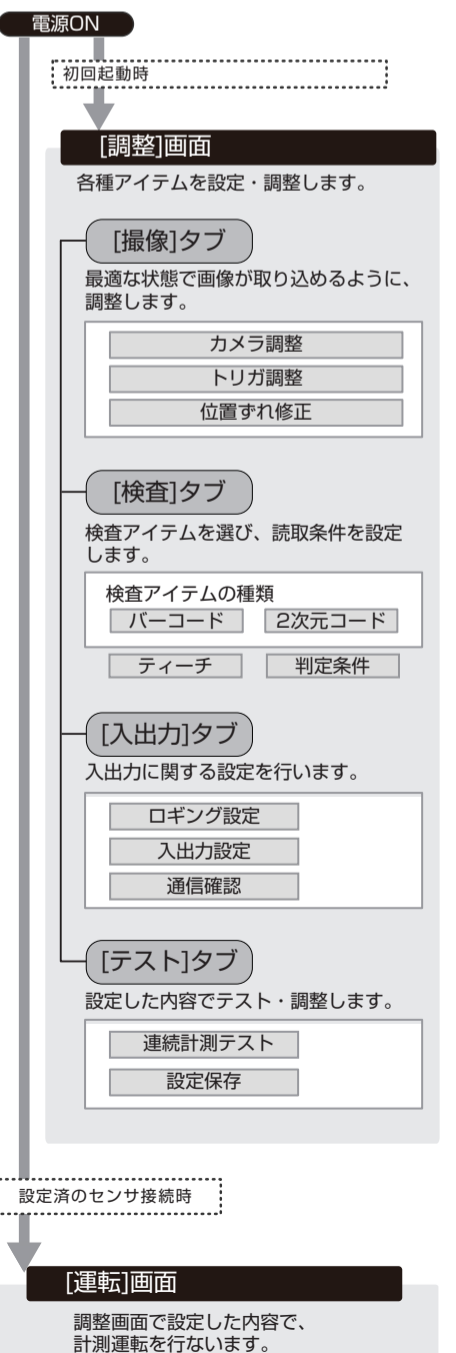 電源ON
初回起動時
[調整]画面
各種アイテムを設定・調整します。
[撮像]タブ
最適な状態で画像が取り込めるように、
調整します。
カメラ調整
トリガ調整
位置ずれ修正
[検査]タブ
検査アイテムを選び、読取条件を設定
します。
検査アイテムの種類
バーコード 2次元コード
ティーチ 判定条件
[入出力]タブ
入出力に関する設定を行います。
ロギング設定
入出力設定
通信確認
[テスト]タブ
設定した内容でテスト・調整します。
連続計測テスト
設定保存
設定済のセンサ接続時
[運転]画面
調整画面で設定した内容で、
計測運転を行ないます。